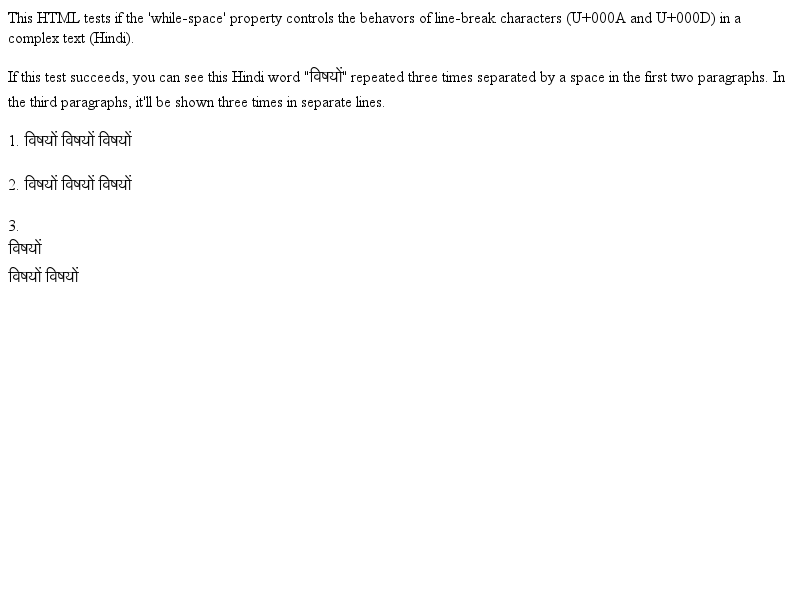 This HTML tests if the 'while-space' property controls the behavors of line-break characters (U+000A and U+000D) in a
complex text (Hindi).
If this test succeeds, you can see this Hindi word "विषयों" repeated three times separated by a space in the first two paragraphs. In
the third paragraphs, it'll be shown three times in separate lines.
1. विषयों विषयों विषयों
2. विषयों विषयों विषयों
3.
विषयों
विषयों विषयों